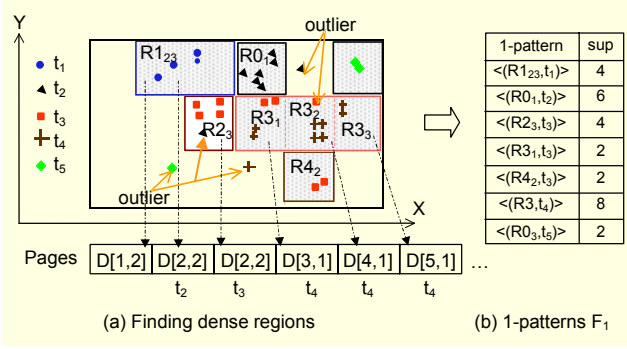 Y
outlier
t1
t2
t3
t4
t5
R1₂₃
R0₁
R2₃
R3₁
R3₂
R3₃
R4₂
outlier
X
Pages
D[1,2] D[2,2] D[2,2] D[3,1] D[4,1] D[5,1] …
t₂ t₃ t₄ t₄ t₄
(a) Finding dense regions
1-pattern sup
<(R1₂₃,t₁)> 4
<(R0₁,t₂)> 6
<(R2₃,t₃)> 4
<(R3₁,t₃)> 2
<(R4₂,t₃)> 2
<(R3,t₄)> 8
<(R0₃,t₅)> 2
(b) 1-patterns F₁